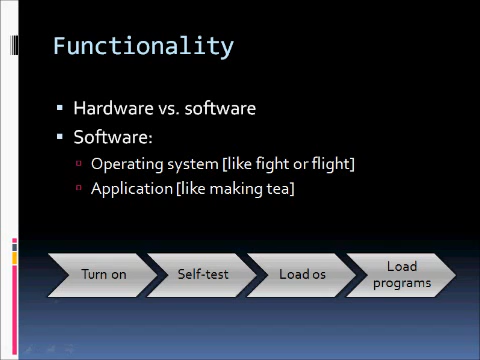 Functionality
Hardware vs. software
Software:
Operating system [like fight or flight]
Application [like making tea]
Turn on
Self-test
Load os
Load
programs